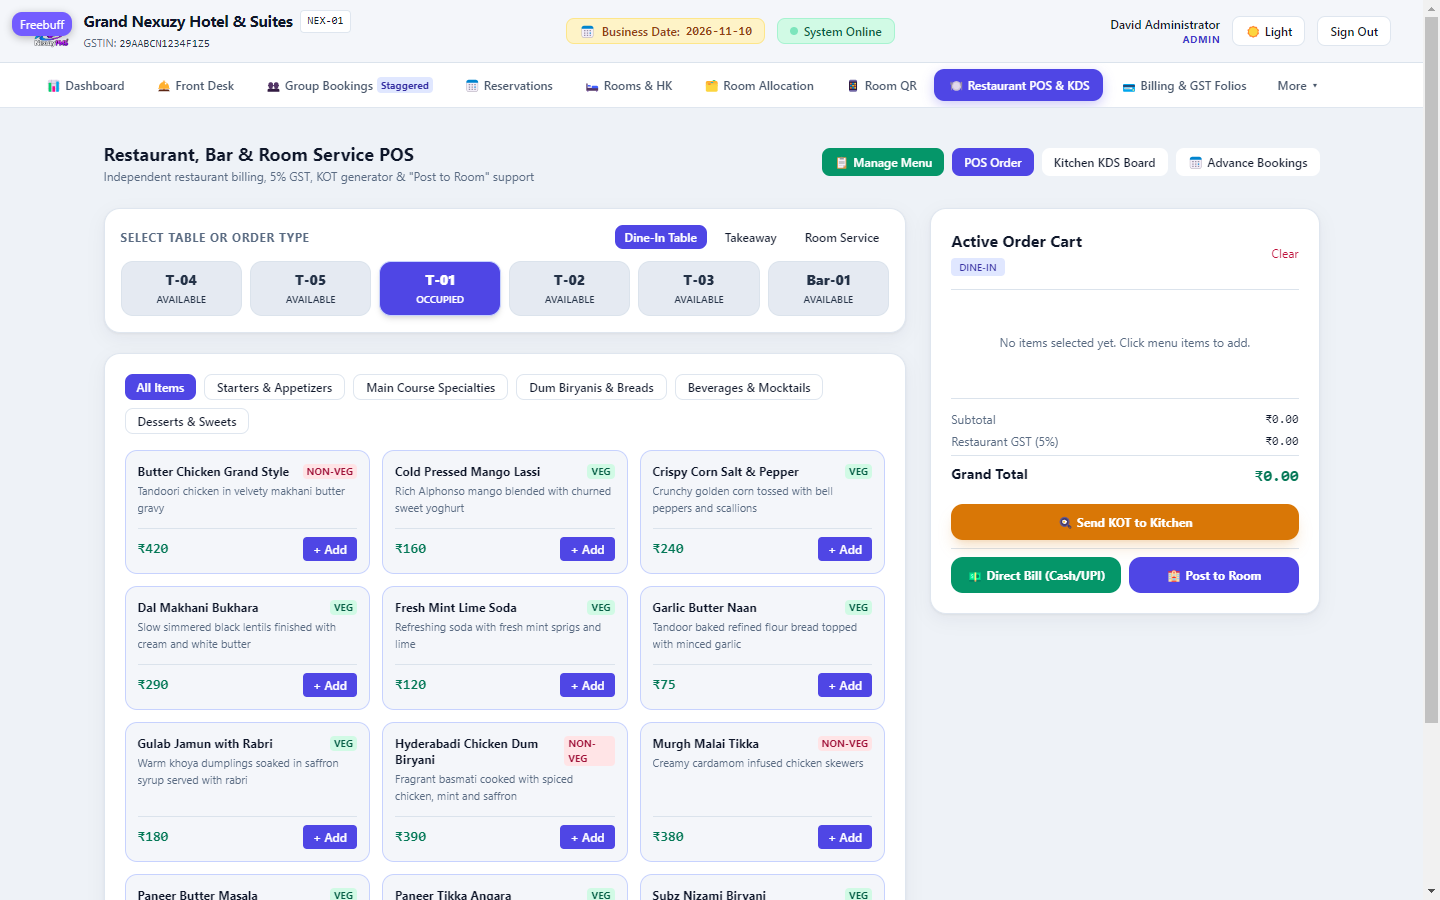 Freebuff
Grand Nexuzy Hotel & Suites
NEX-01
GSTIN: 29AABCN1234F1Z5
Business Date: 2026-11-10
System Online
David Administrator
ADMIN
Light
Sign Out
Dashboard
Front Desk
Group Bookings Staggered
Reservations
Rooms & HK
Room Allocation
Room QR
Restaurant POS & KDS
Billing & GST Folios
More
Restaurant, Bar & Room Service POS
Independent restaurant billing, 5% GST, KOT generator & "Post to Room" support
Manage Menu
POS Order
Kitchen KDS Board
Advance Bookings
SELECT TABLE OR ORDER TYPE
Dine-In Table
Takeaway
Room Service
T-04
AVAILABLE
T-05
AVAILABLE
T-01
OCCUPIED
T-02
AVAILABLE
T-03
AVAILABLE
Bar-01
AVAILABLE
All Items
Starters & Appetizers
Main Course Specialties
Dum Biryanis & Breads
Beverages & Mocktails
Desserts & Sweets
Butter Chicken Grand Style
NON-VEG
Tandoori chicken in velvety makhani butter
gravy
₹420
+ Add
Cold Pressed Mango Lassi
VEG
Rich Alphonso mango blended with churned
sweet yoghurt
₹160
+ Add
Crispy Corn Salt & Pepper
VEG
Crunchy golden corn tossed with bell
peppers and scallions
₹240
+ Add
Dal Makhani Bukhara
VEG
Slow simmered black lentils finished with
cream and white butter
₹290
+ Add
Fresh Mint Lime Soda
VEG
Refreshing soda with fresh mint sprigs and
lime
₹120
+ Add
Garlic Butter Naan
VEG
Tandoor baked refined flour bread topped
with minced garlic
₹75
+ Add
Gulab Jamun with Rabri
VEG
Warm khoya dumplings soaked in saffron
syrup served with rabri
₹180
+ Add
Hyderabadi Chicken Dum
Biryani
NON-
VEG
Fragrant basmati cooked with spiced
chicken, mint and saffron
₹390
+ Add
Murgh Malai Tikka
NON-VEG
Creamy cardamom infused chicken skewers
₹380
+ Add
Paneer Butter Masala
VEG
Paneer Tikka Angara
VEG
Subz Nizami Biryani
VEG
Active Order Cart
DINE-IN
Clear
No items selected yet. Click menu items to add.
Subtotal
₹0.00
Restaurant GST (5%)
₹0.00
Grand Total
₹0.00
Send KOT to Kitchen
Direct Bill (Cash/UPI)
Post to Room